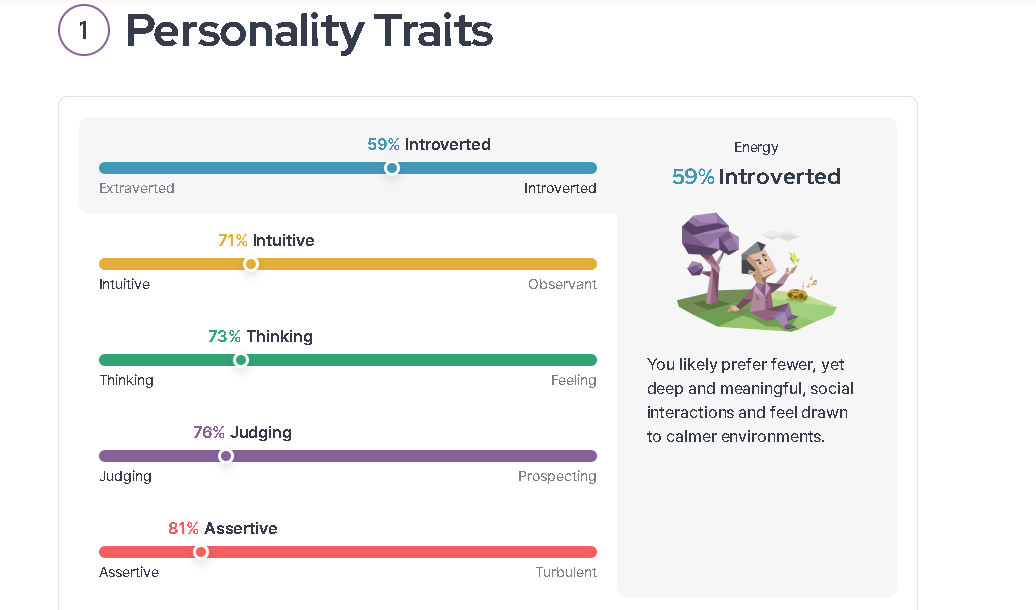 1 Personality Traits
59% Introverted
Extraverted Introverted
71% Intuitive
Intuitive Observant
73% Thinking
Thinking Feeling
76% Judging
Judging Prospecting
81% Assertive
Assertive Turbulent
Energy
59% Introverted
You likely prefer fewer, yet
deep and meaningful, social
interactions and feel drawn
to calmer environments.